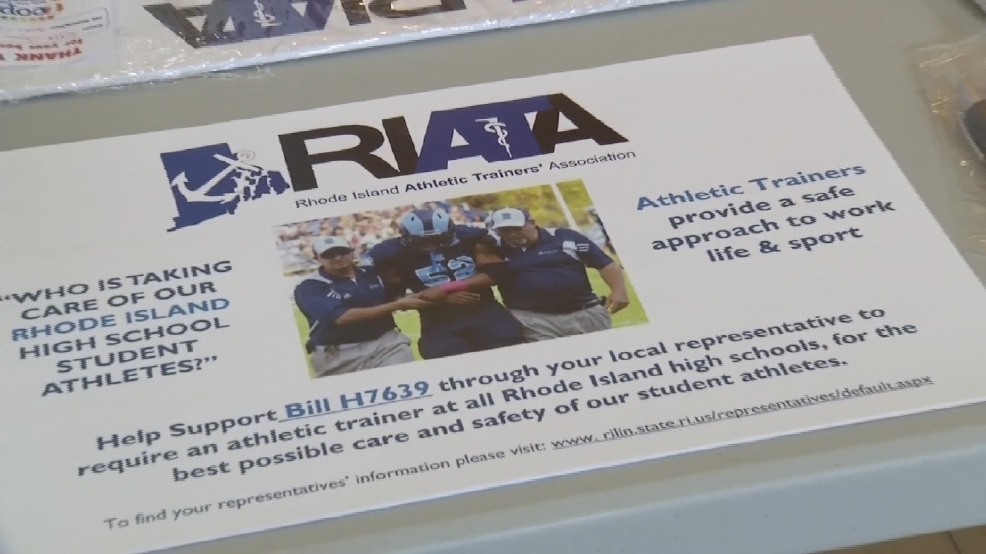 THANK
RIATA
RIATA
Rhode Island Athletic Trainers' Association
"WHO IS TAKING
CARE OF OUR
RHODE ISLAND
HIGH SCHOOL
STUDENT
ATHLETES?"
52
Athletic Trainers
provide a safe
approach to work
life & sport
Help Support Bill H7639 through your local representative to
require an athletic trainer at all Rhode Island high schools, for the
best possible care and safety of our student athletes.
To find your representatives' information please visit: www. rilin.state.ri.us/representatives/default.aspx